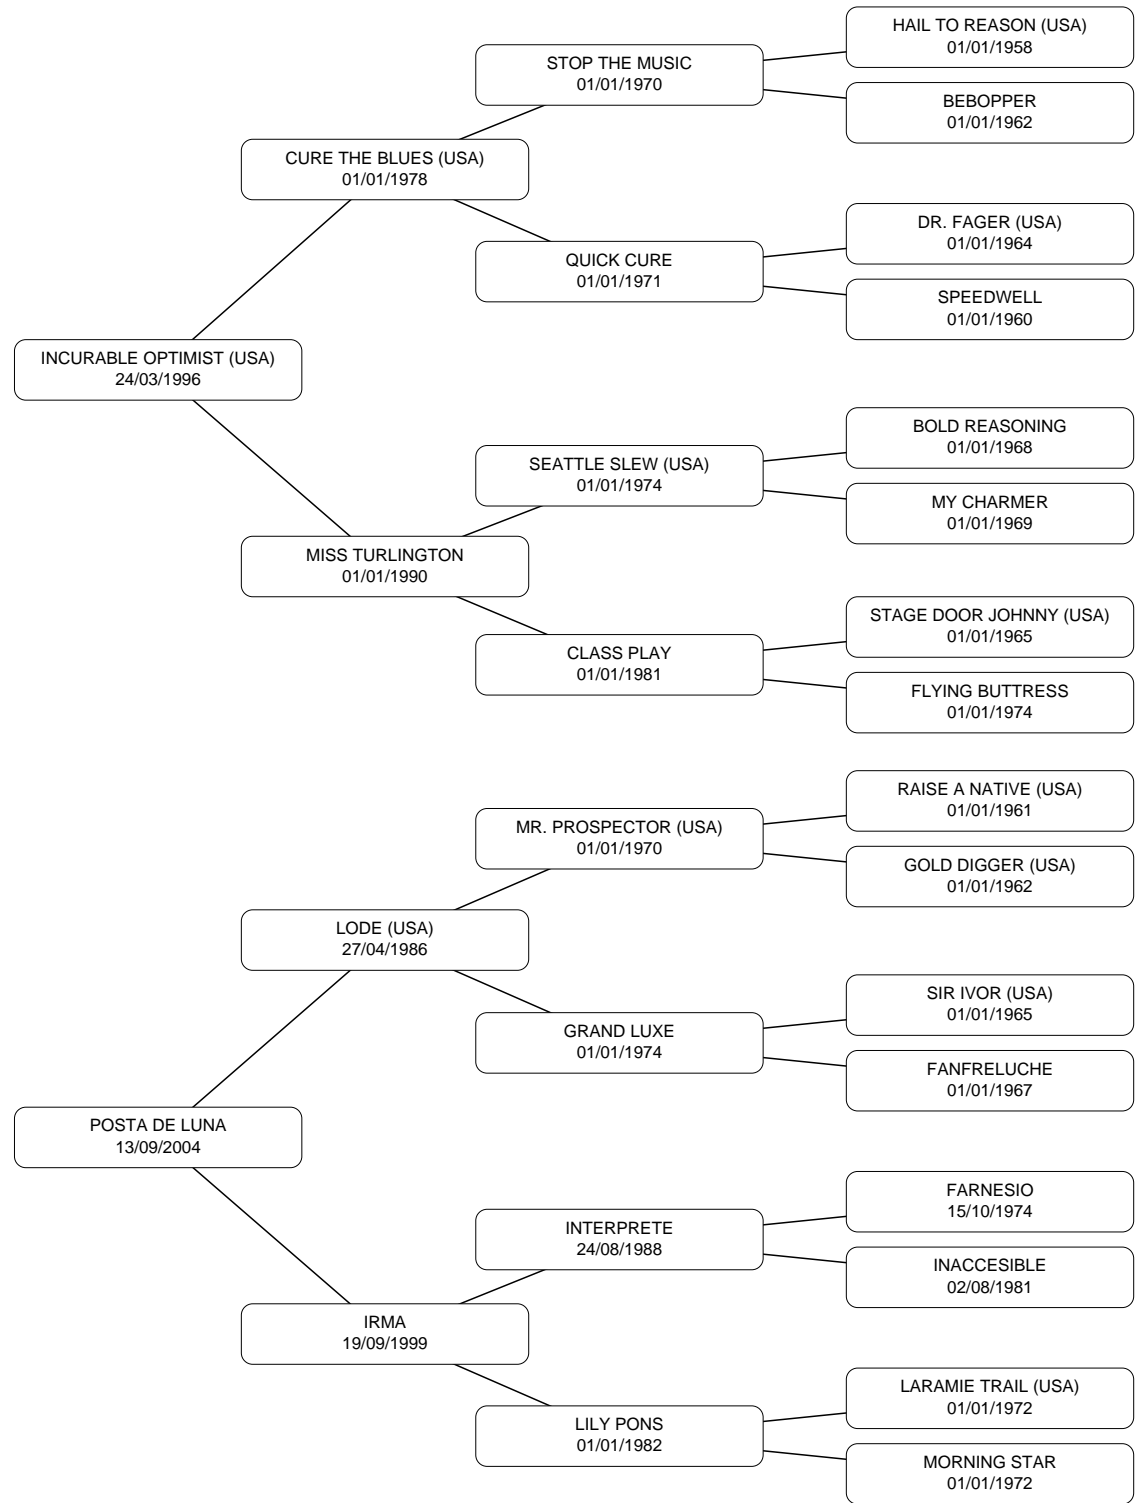 HAIL TO REASON (USA)
01/01/1958
STOP THE MUSIC
01/01/1970
BEBOPPER
01/01/1962
CURE THE BLUES (USA)
01/01/1978
DR. FAGER (USA)
01/01/1964
QUICK CURE
01/01/1971
SPEEDWELL
01/01/1960
INCURABLE OPTIMIST (USA)
24/03/1996
BOLD REASONING
01/01/1968
SEATTLE SLEW (USA)
01/01/1974
MY CHARMER
01/01/1969
MISS TURLINGTON
01/01/1990
STAGE DOOR JOHNNY (USA)
01/01/1965
CLASS PLAY
01/01/1981
FLYING BUTTRESS
01/01/1974
RAISE A NATIVE (USA)
01/01/1961
MR. PROSPECTOR (USA)
01/01/1970
GOLD DIGGER (USA)
01/01/1962
LODE (USA)
27/04/1986
SIR IVOR (USA)
01/01/1965
GRAND LUXE
01/01/1974
FANFRELUCHE
01/01/1967
POSTA DE LUNA
13/09/2004
FARNESIO
15/10/1974
INTERPRETE
24/08/1988
INACCESIBLE
02/08/1981
IRMA
19/09/1999
LARAMIE TRAIL (USA)
01/01/1972
LILY PONS
01/01/1982
MORNING STAR
01/01/1972